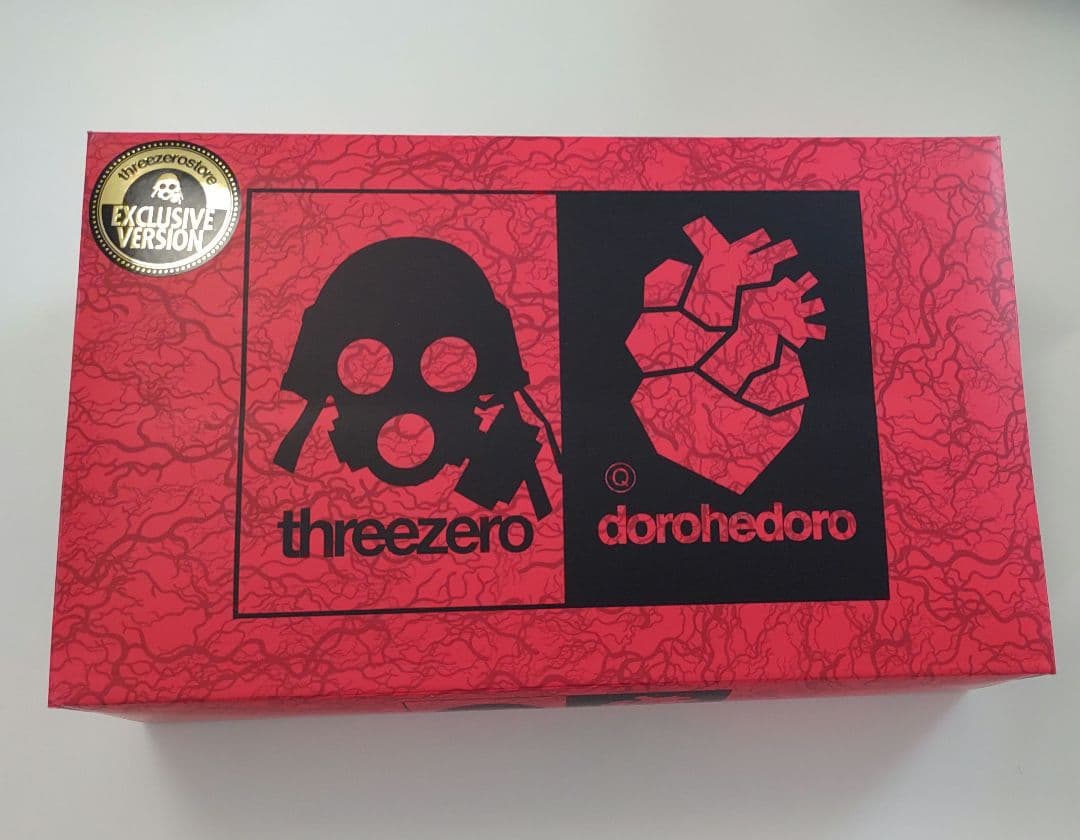 threezerostore
EXCLUSIVE
VERSION
threezero
Q
dorohedoro